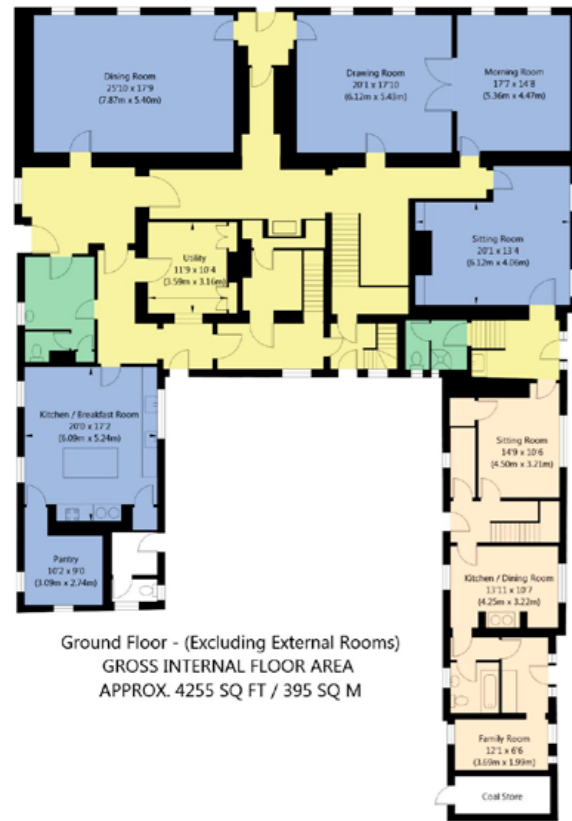 Dining Room
25'10 x 17'9
(7.87m x 5.40m)
Drawing Room
20'1 x 17'10
(6.12m x 5.43m)
Morning Room
17'7 x 14'8
(5.36m x 4.47m)
Sitting Room
20'1 x 13'4
(6.12m x 4.06m)
Utility
11'9 x 10'4
(3.59m x 3.16m)
Kitchen / Breakfast Room
20'0 x 17'2
(6.09m x 5.24m)
Sitting Room
14'9 x 10'6
(4.50m x 3.21m)
Pantry
10'2 x 9'0
(3.09m x 2.74m)
Kitchen / Dining Room
13'11 x 10'7
(4.25m x 3.22m)
Ground Floor - (Excluding External Rooms)
GROSS INTERNAL FLOOR AREA
APPROX. 4255 SQ FT / 395 SQ M
Family Room
12'1 x 6'6
(3.69m x 1.99m)
Coal Store